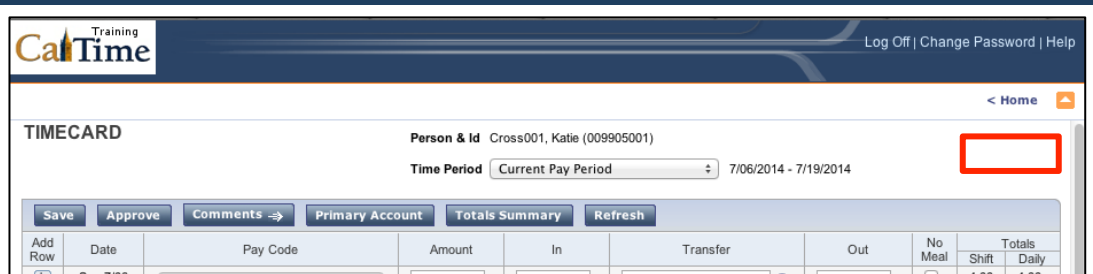 Training
CalTime
Log Off | Change Password | Help
< Home
TIMECARD
Person & Id Cross001, Katie (009905001)
Time Period Current Pay Period 7/06/2014 - 7/19/2014
Save Approve Comments Primary Account Totals Summary Refresh
Add Row Date Pay Code Amount In Transfer Out No Meal Totals
Shift Daily